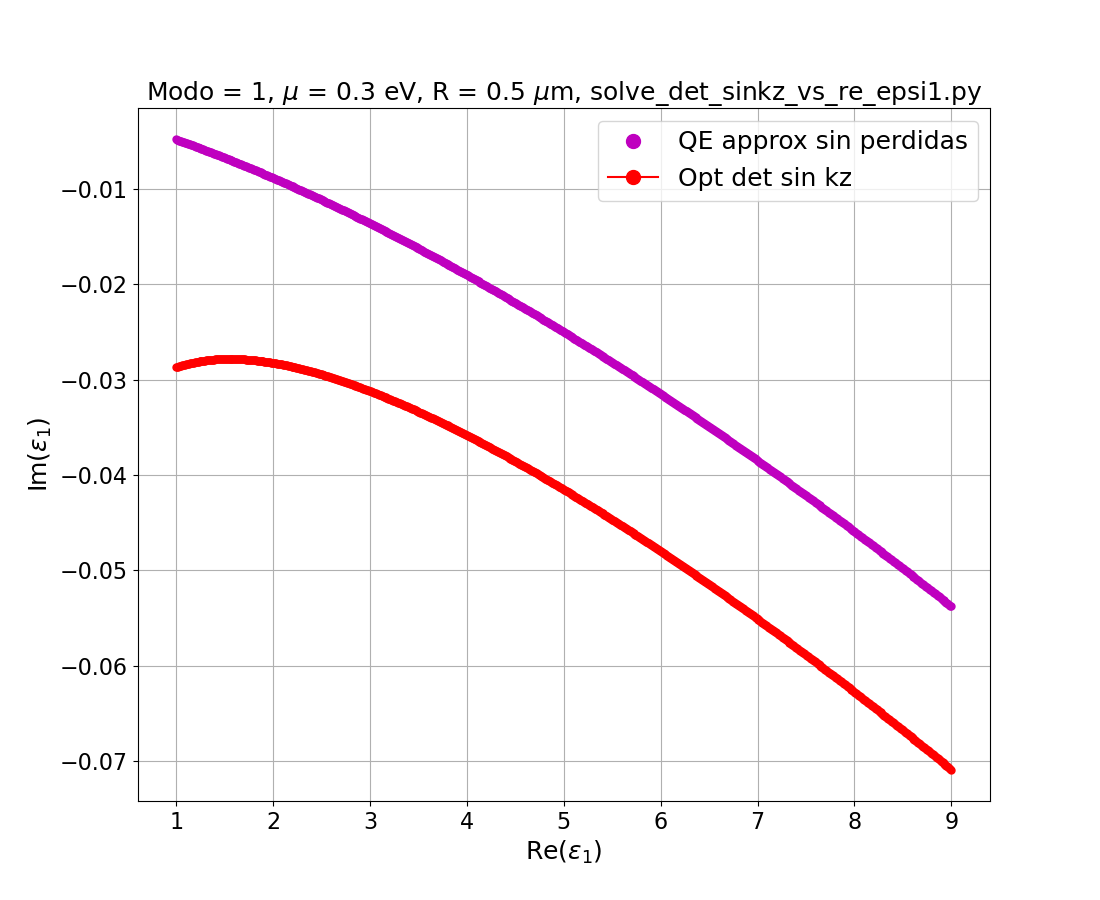 Modo = 1, μ = 0.3 eV, R = 0.5 μm, solve_det_sinkz_vs_re_epsi1.py
QE approx sin perdidas
Opt det sin kz
−0.01
−0.02
−0.03
−0.04
−0.05
−0.06
−0.07
Im(ε₁)
1 2 3 4 5 6 7 8 9
Re(ε₁)